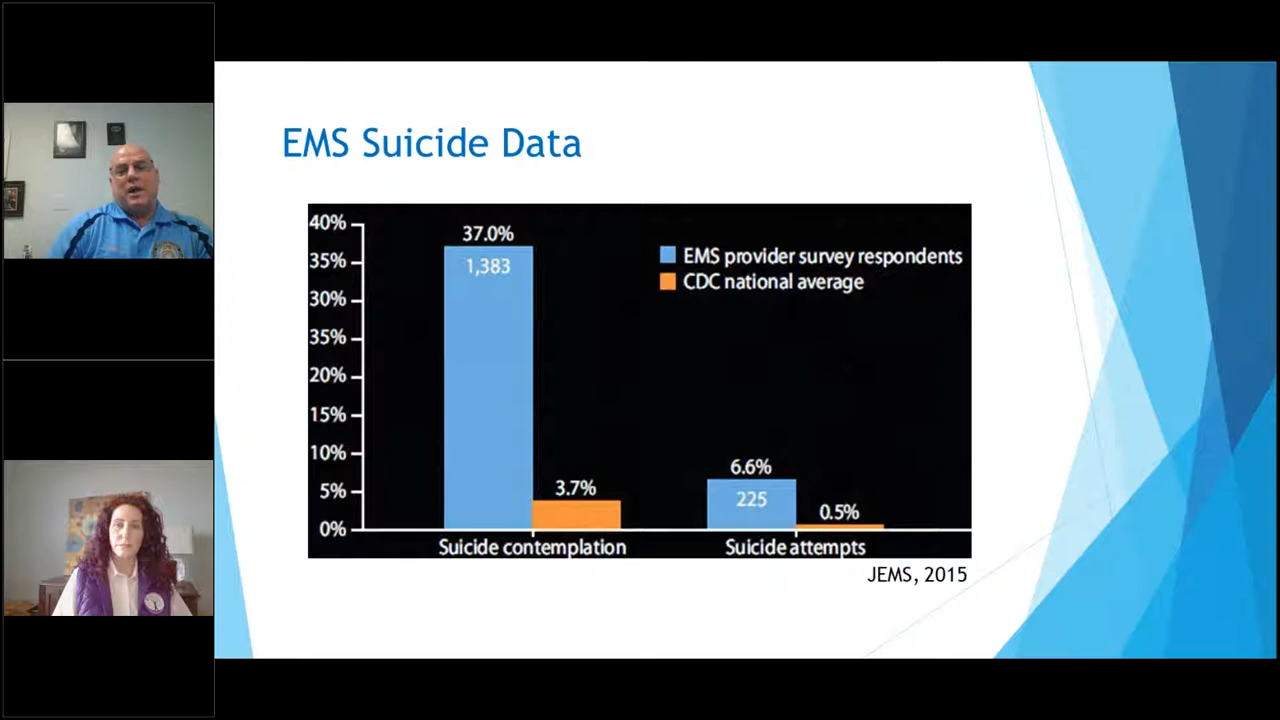 EMS Suicide Data
40%
35%
30%
35%
20%
15%
10%
5%
0%
37.0%
1,383
3.7%
6.6%
225
0.5%
EMS provider survey respondents
CDC national average
Suicide contemplation
Suicide attempts
JEMS, 2015